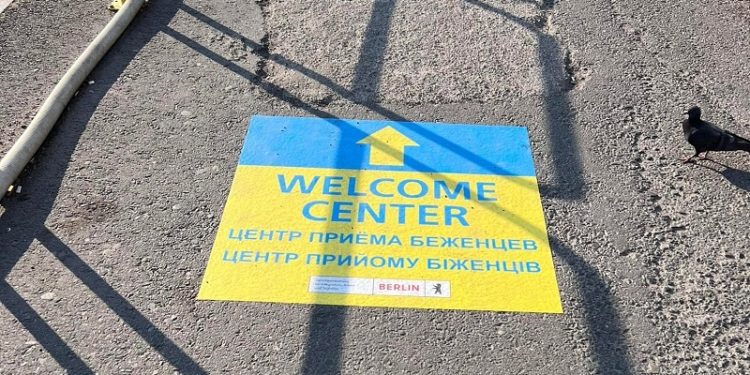 WELCOME
CENTER
ЦЕНТР ПРИЁМА БЕЖЕНЦЕВ
ЦЕНТР ПРИЙОМУ БІЖЕНЦІВ
BERLIN